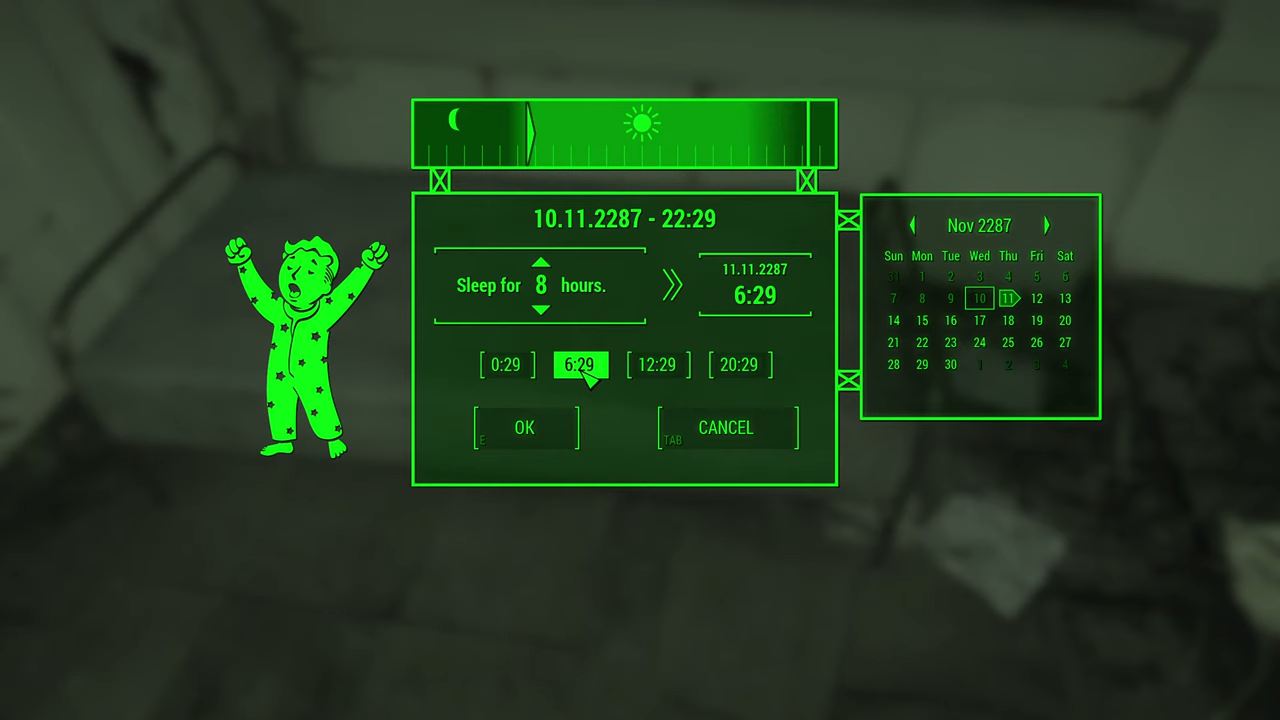 10.11.2287 - 22:29
Sleep for 8 hours.
11.11.2287
6:29
0:29 6:29 12:29 20:29
OK
E
CANCEL
TAB
Nov 2287
Sun Mon Tue Wed Thu Fri Sat
31 1 2 3 4 5 6
7 8 9 10 11 12 13
14 15 16 17 18 19 20
21 22 23 24 25 26 27
28 29 30 1 2 3 4